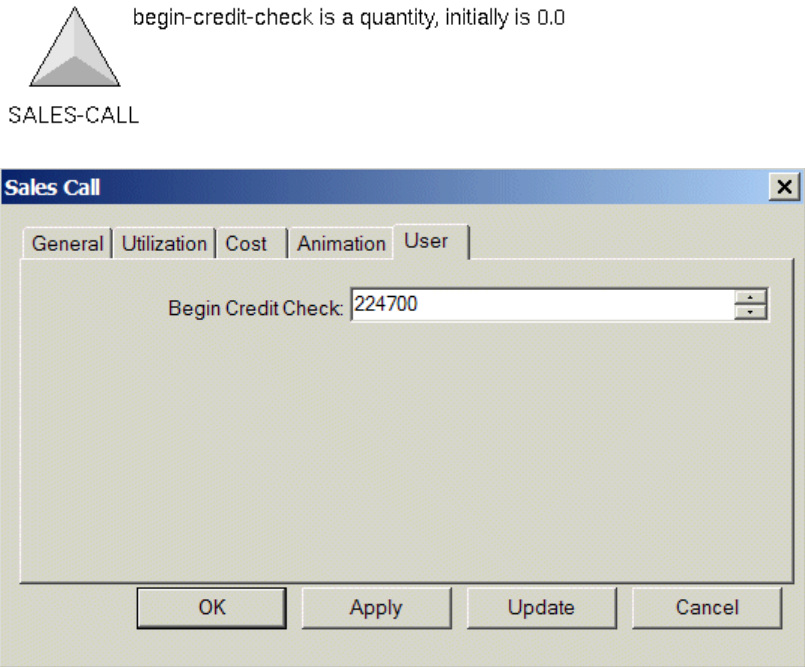 begin-credit-check is a quantity, initially is 0.0
SALES-CALL
Sales Call
General Utilization Cost Animation User
Begin Credit Check: 224700
OK Apply Update Cancel